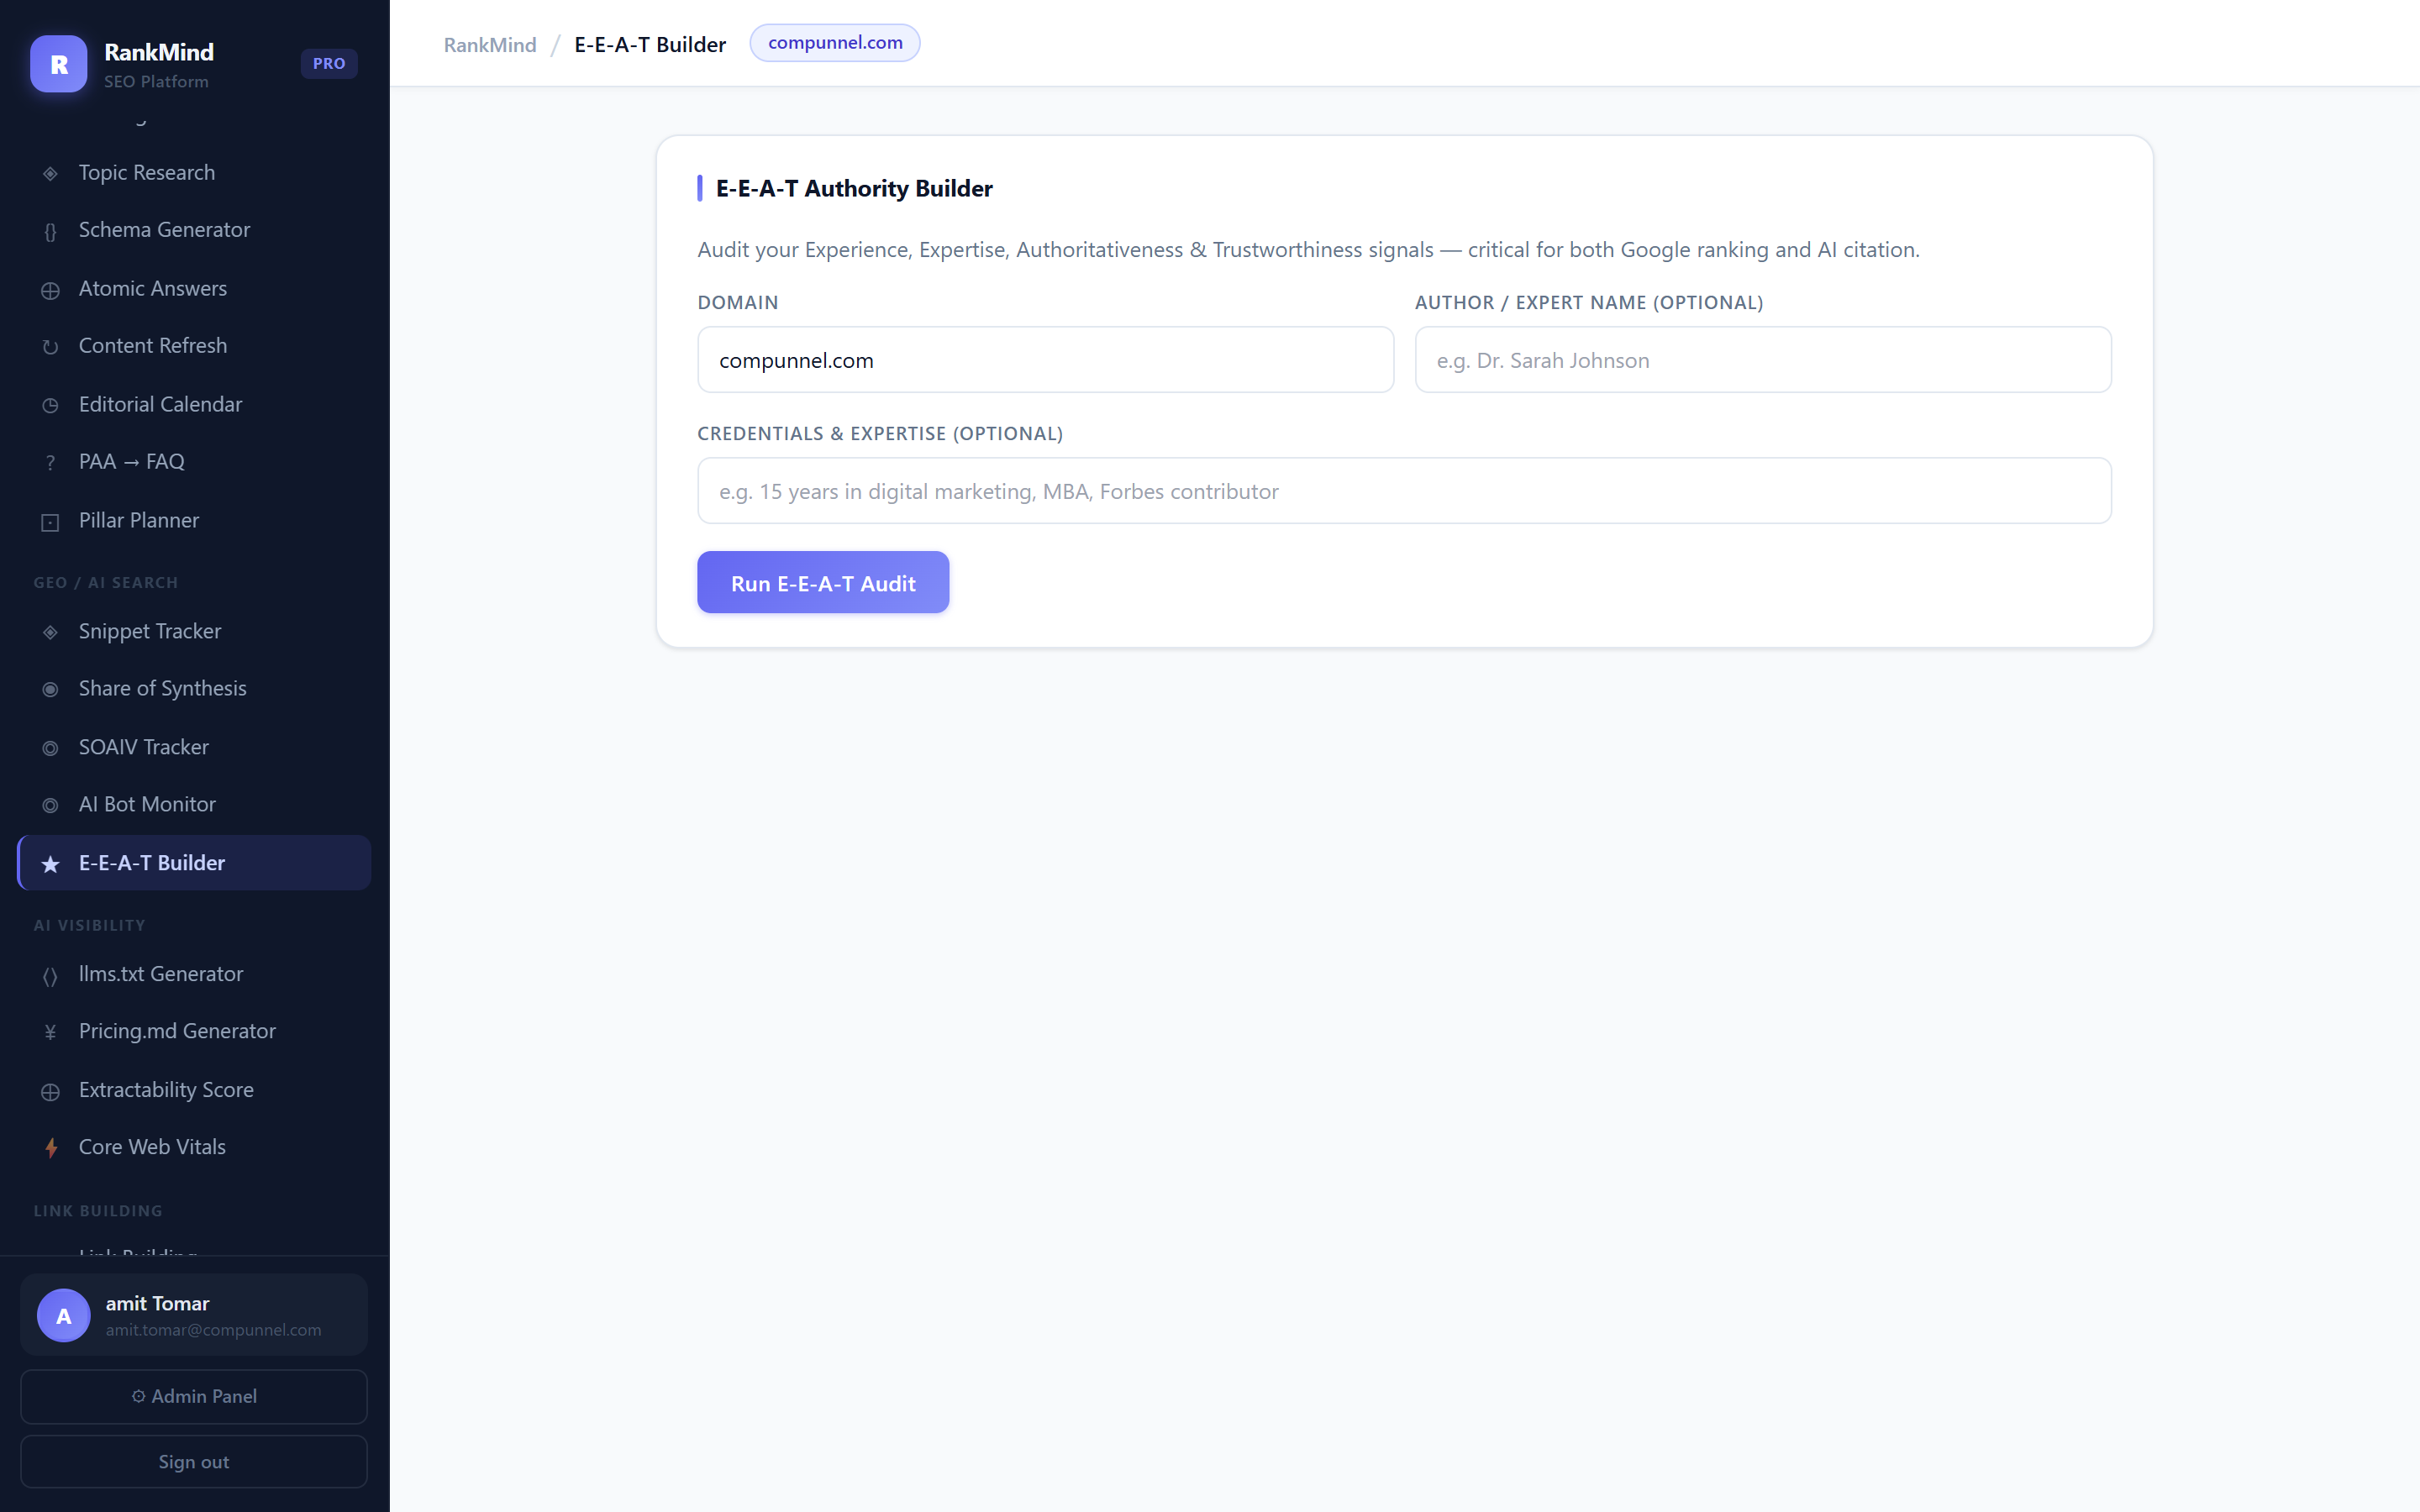 R
RankMind
SEO Platform
PRO
Topic Research
{} Schema Generator
Atomic Answers
Content Refresh
Editorial Calendar
? PAA → FAQ
Pillar Planner
GEO / AI SEARCH
Snippet Tracker
Share of Synthesis
SOAIV Tracker
AI Bot Monitor
★ E-E-A-T Builder
AI VISIBILITY
⟨⟩ llms.txt Generator
¥ Pricing.md Generator
Extractability Score
Core Web Vitals
LINK BUILDING
Link Building
A
amit Tomar
amit.tomar@compunnel.com
Admin Panel
Sign out
RankMind / E-E-A-T Builder compunnel.com
E-E-A-T Authority Builder
Audit your Experience, Expertise, Authoritativeness & Trustworthiness signals — critical for both Google ranking and AI citation.
DOMAIN
compunnel.com
AUTHOR / EXPERT NAME (OPTIONAL)
e.g. Dr. Sarah Johnson
CREDENTIALS & EXPERTISE (OPTIONAL)
e.g. 15 years in digital marketing, MBA, Forbes contributor
Run E-E-A-T Audit